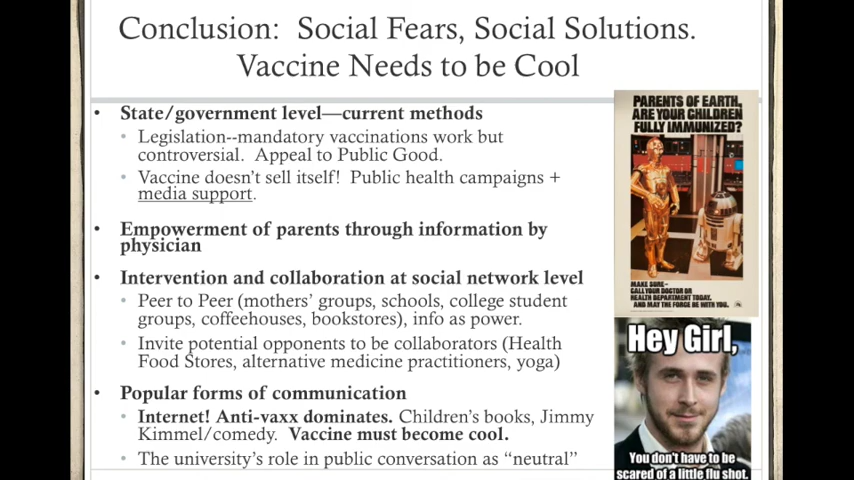 Conclusion: Social Fears, Social Solutions.
Vaccine Needs to be Cool
• State/government level—current methods
• Legislation--mandatory vaccinations work but
controversial. Appeal to Public Good.
• Vaccine doesn't sell itself! Public health campaigns +
media support.
• Empowerment of parents through information by
physician
• Intervention and collaboration at social network level
• Peer to Peer (mothers' groups, schools, college student
groups, coffeehouses, bookstores), info as power.
• Invite potential opponents to be collaborators (Health
Food Stores, alternative medicine practitioners, yoga)
• Popular forms of communication
• Internet! Anti-vaxx dominates. Children's books, Jimmy
Kimmel/comedy. Vaccine must become cool.
• The university's role in public conversation as “neutral”
PARENTS OF EARTH,
ARE YOUR CHILDREN
FULLY IMMUNIZED?
MAKE SURE–
CALL YOUR DOCTOR OR
HEALTH DEPARTMENT TODAY.
AND MAY THE FORCE BE WITH YOU.
Hey Girl,
You don't have to be
scared of a little flu shot.